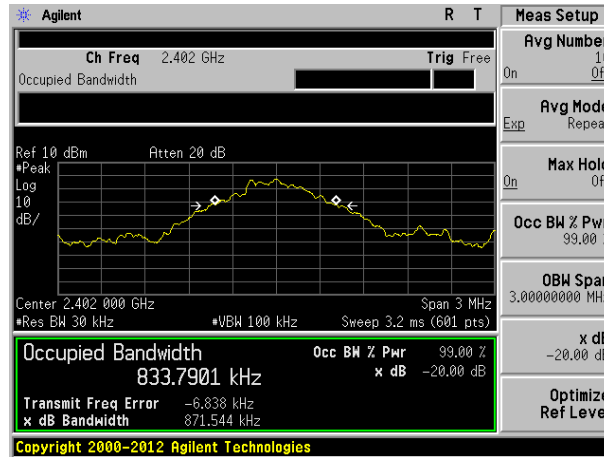 Agilent R T
Meas Setup
Ch Freq 2.402 GHz Trig Free
Occupied Bandwidth
Avg Number
On
Avg Mode
Exp Repeat
Max Hold
On
Occ BW % Pwr
99.00
OBW Span
3.00000000
x dB
-20.00
Optimize
Ref Level
Ref 10 dBm Atten 20 dB
#Peak
Log
10
dB/
Center 2.402 000 GHz Span 3 MHz
#Res BW 30 kHz #VBW 100 kHz Sweep 3.2 ms (601 pts)
Occupied Bandwidth Occ BW % Pwr 99.00 %
833.7901 kHz x dB -20.00 dB
Transmit Freq Error -6.838 kHz
x dB Bandwidth 871.544 kHz
Copyright 2000-2012 Agilent Technologies